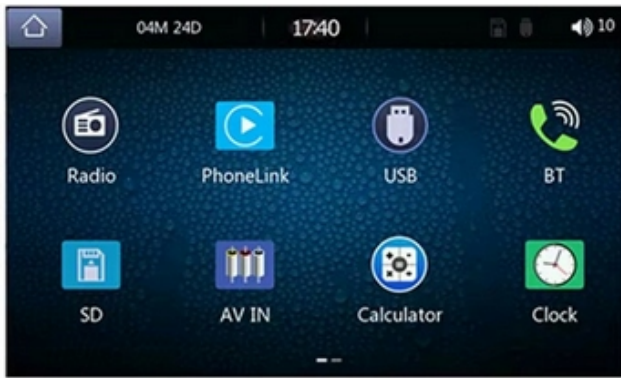 04M 24D 17:40 10
Radio PhoneLink USB BT
SD AV IN Calculator Clock